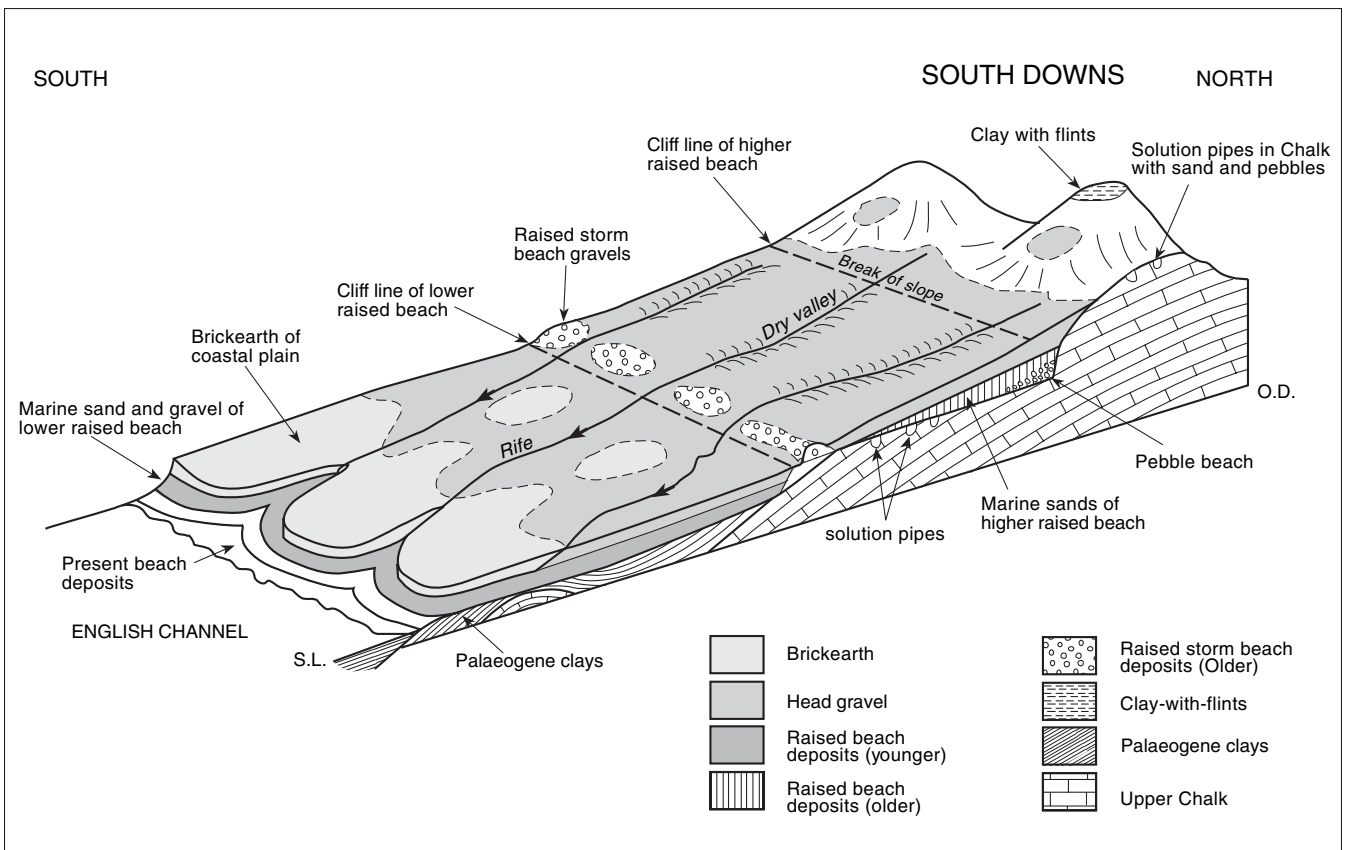 SOUTH
SOUTH DOWNS
NORTH
Clay with flints
Cliff line of higher
raised beach
Solution pipes in Chalk
with sand and pebbles
Raised storm
beach gravels
Break of slope
Cliff line of lower
raised beach
Dry valley
Brickearth of
coastal plain
O.D.
Marine sand and gravel of
lower raised beach
Rife
Pebble beach
Marine sands of
higher raised beach
solution pipes
Present beach
deposits
ENGLISH CHANNEL
S.L.
Palaeogene clays
Brickearth
Head gravel
Raised beach
deposits (younger)
Raised beach
deposits (older)
Raised storm beach
deposits (Older)
Clay-with-flints
Palaeogene clays
Upper Chalk